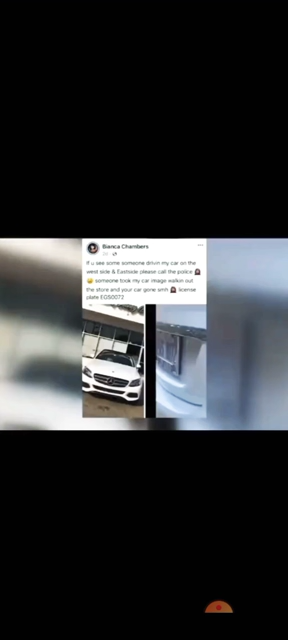 Bianca Chambers
If u see some someone drivin my car on the
west side & Eastside please call the police 🤦🏿‍♀️
😩 someone took my car image walkin out
the store and your car gone smh 🤦🏿‍♀️ license
plate EGS0072